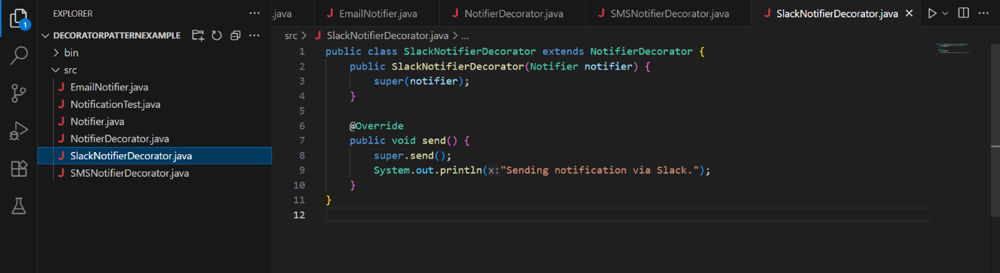 EXPLORER
DECORATORPATTERNEXAMPLE
bin
src
EmailNotifier.java
NotificationTest.java
Notifier.java
NotifierDecorator.java
SlackNotifierDecorator.java
SMSNotifierDecorator.java
1
.java EmailNotifier.java NotifierDecorator.java SMSNotifierDecorator.java SlackNotifierDecorator.java
src > SlackNotifierDecorator.java > ...
1 public class SlackNotifierDecorator extends NotifierDecorator {
2 public SlackNotifierDecorator(Notifier notifier) {
3 super(notifier);
4 }
5
6 @Override
7 public void send() {
8 super.send();
9 System.out.println(x:"Sending notification via Slack.");
10 }
11 }
12